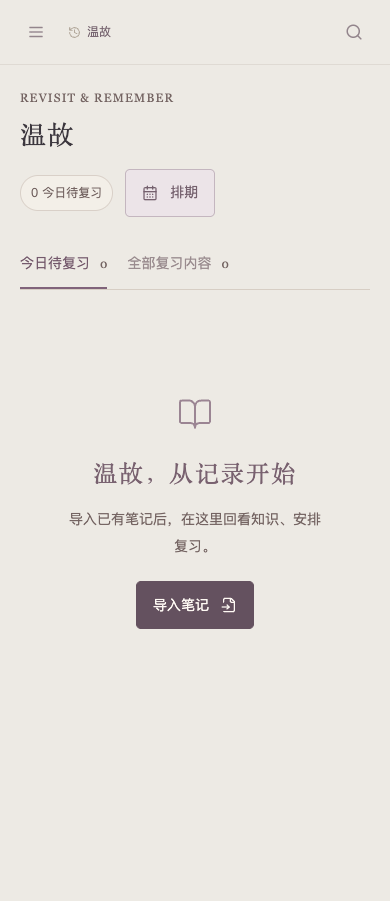 温故
REVISIT & REMEMBER
温故
0 今日待复习
排期
今日待复习 0
全部复习内容 0
温故，从记录开始
导入已有笔记后，在这里回看知识、安排
复习。
导入笔记